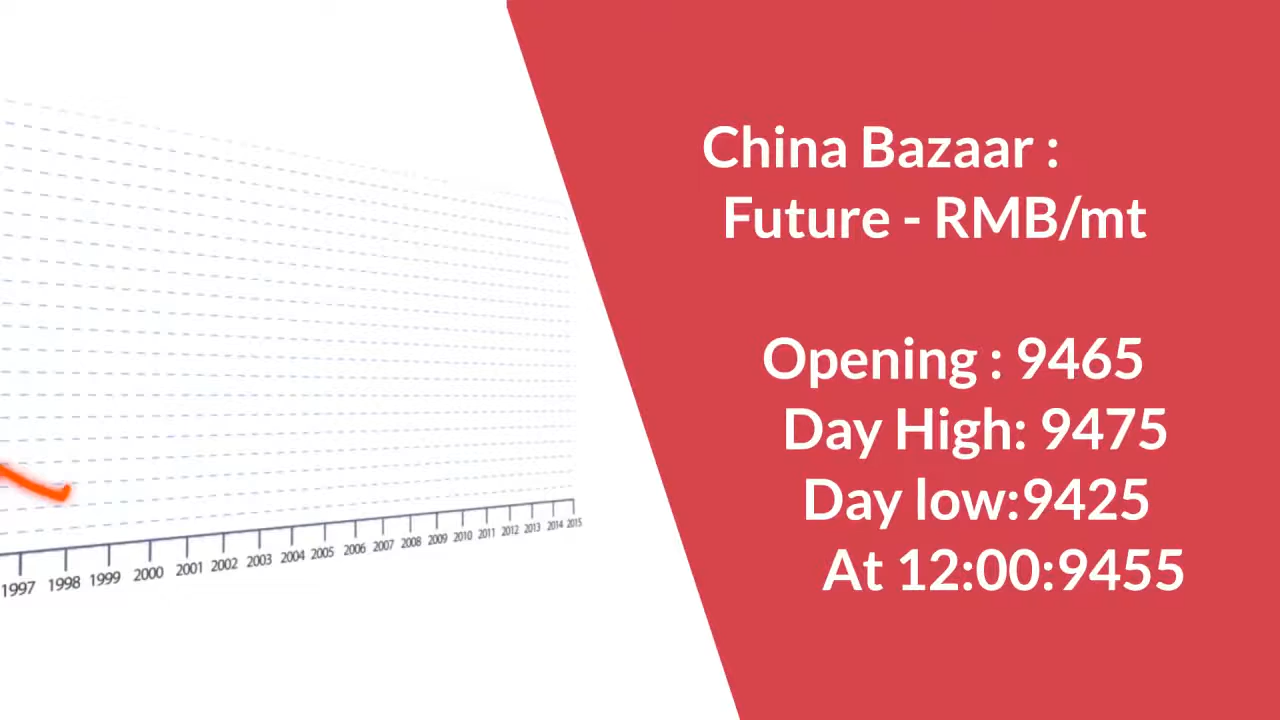 China Bazaar :
Future - RMB/mt
Opening : 9465
Day High: 9475
Day low:9425
At 12:00:9455
1997 1998 1999 2000 2001 2002 2003 2004 2005 2006 2007 2008 2009 2010 2011 2012 2013 2014 2015